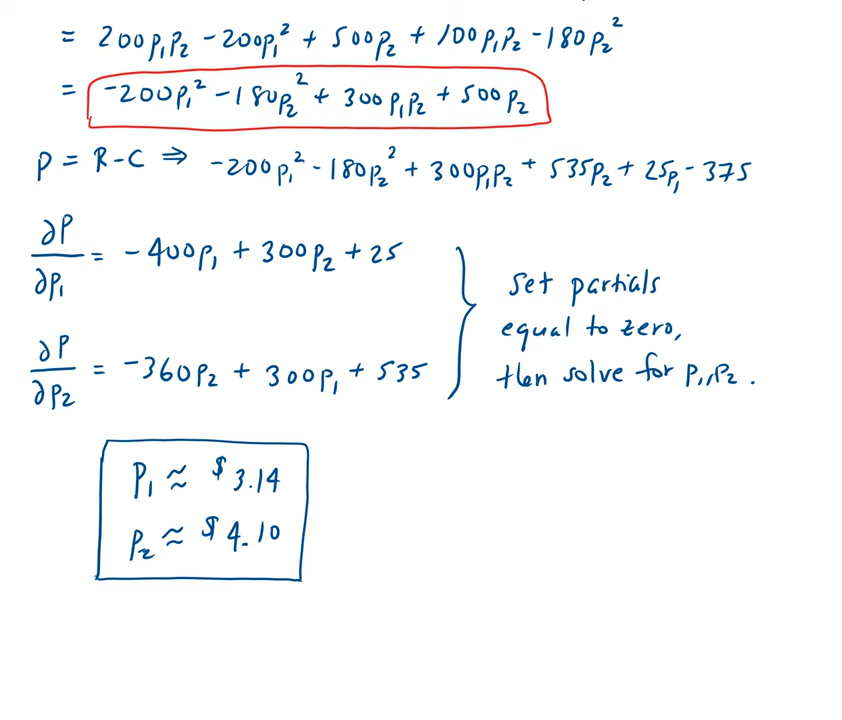 = 200p₁p₂ - 200p₁² + 500p₂ + 100p₁p₂ - 180p₂²
= -200p₁² - 180p₂² + 300p₁p₂ + 500p₂
P = R-C ⇒ -200p₁² - 180p₂² + 300p₁p₂ + 535p₂ + 25p₁ - 375
∂P/∂p₁ = -400p₁ + 300p₂ + 25
∂P/∂p₂ = -360p₂ + 300p₁ + 535
Set partials
equal to zero,
then solve for p₁, p₂.
P₁ ≈ $3.14
P₂ ≈ $4.10